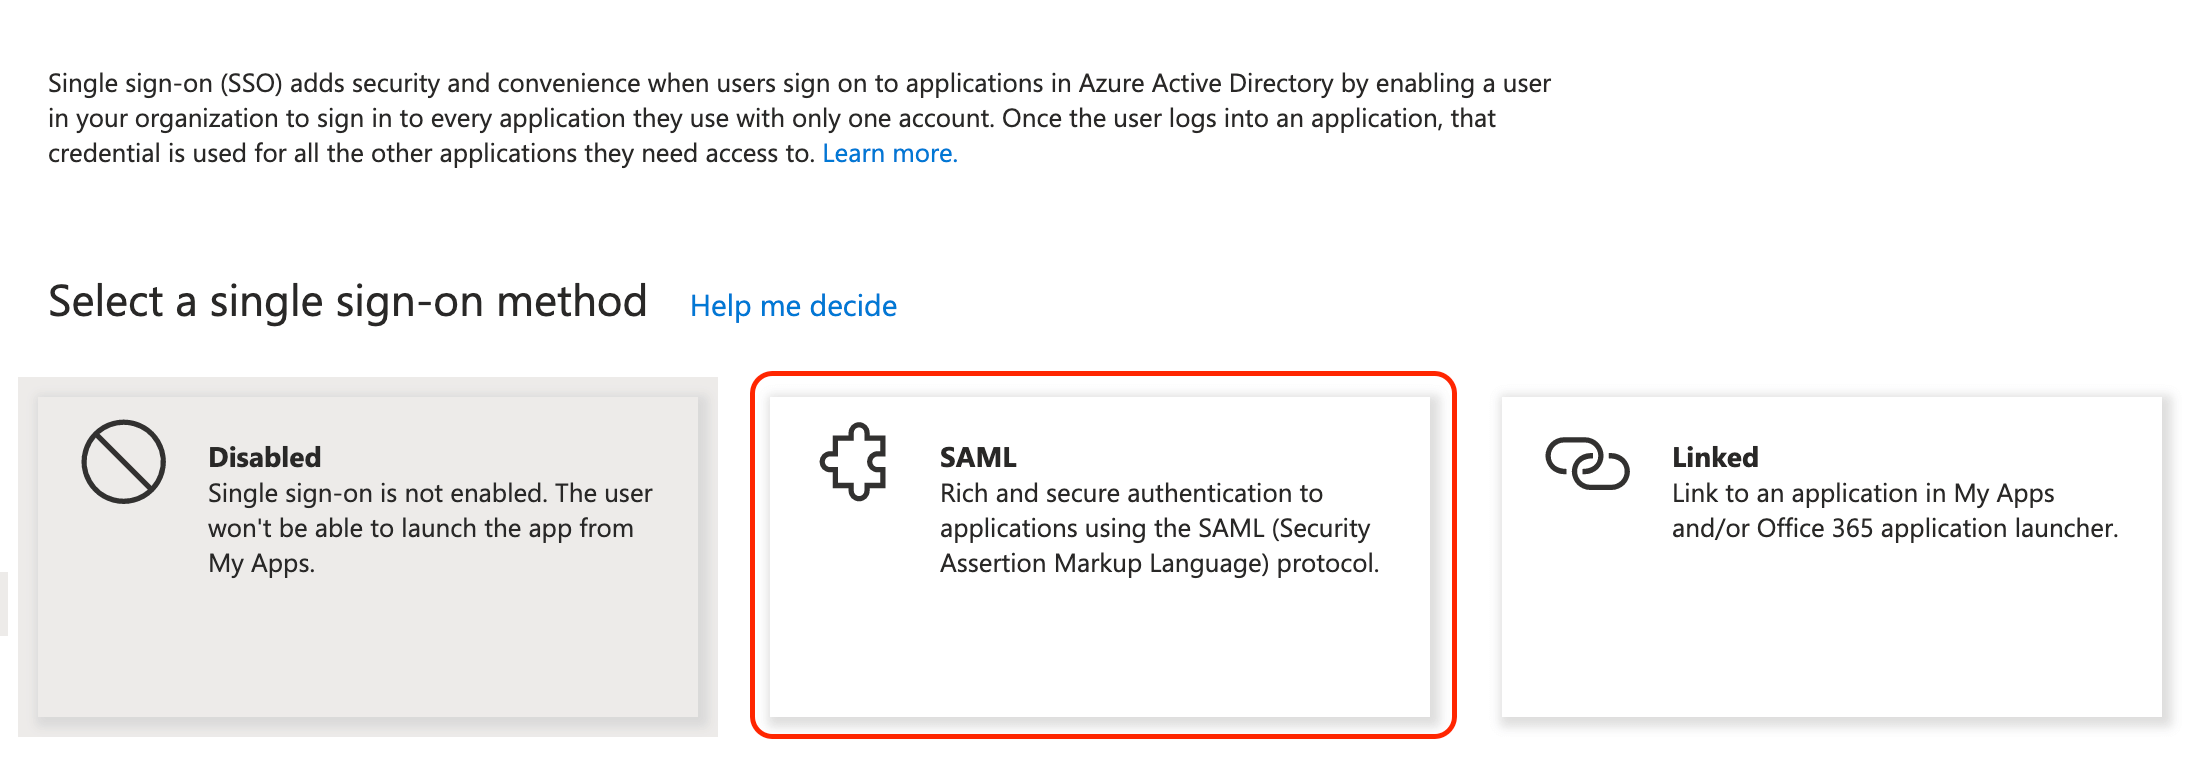 Single sign-on (SSO) adds security and convenience when users sign on to applications in Azure Active Directory by enabling a user
in your organization to sign in to every application they use with only one account. Once the user logs into an application, that
credential is used for all the other applications they need access to. Learn more.
Select a single sign-on method Help me decide
Disabled
Single sign-on is not enabled. The user
won't be able to launch the app from
My Apps.
SAML
Rich and secure authentication to
applications using the SAML (Security
Assertion Markup Language) protocol.
Linked
Link to an application in My Apps
and/or Office 365 application launcher.